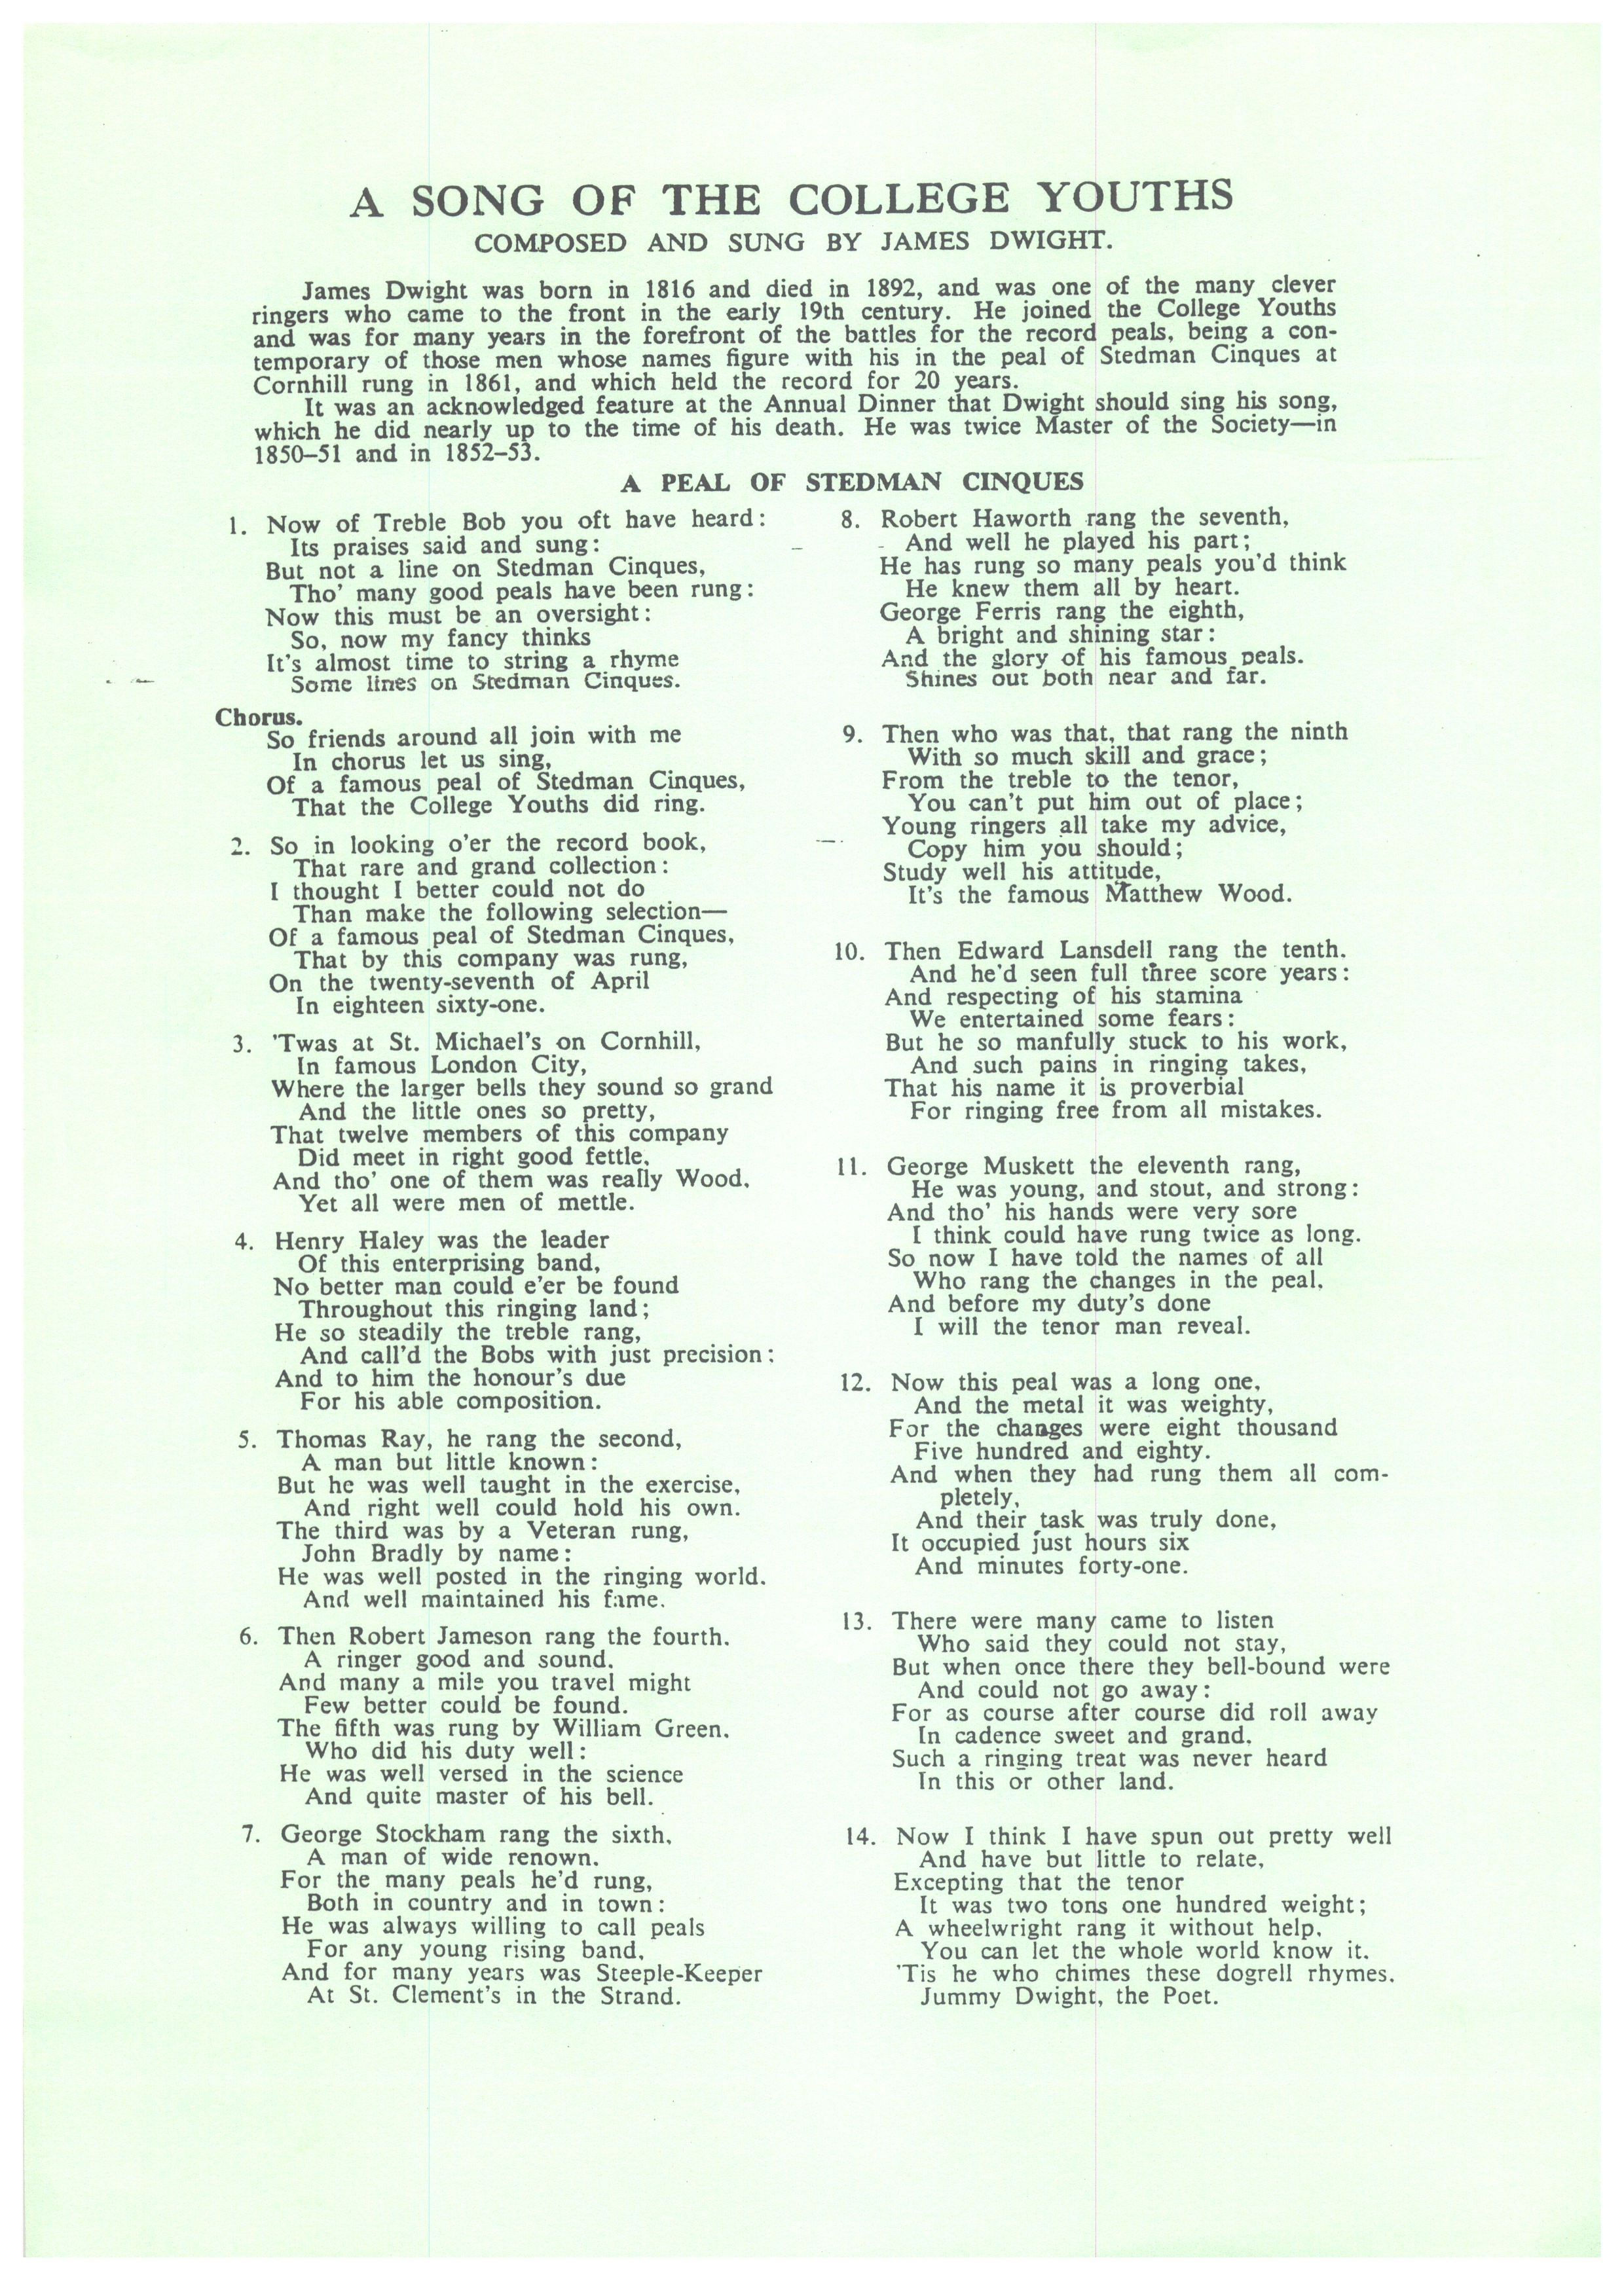 A SONG OF THE COLLEGE YOUTHS
COMPOSED AND SUNG BY JAMES DWIGHT.
James Dwight was born in 1816 and died in 1892, and was one of the many clever
ringers who came to the front in the early 19th century. He joined the College Youths
and was for many years in the forefront of the battles for the record peals, being a con-
temporary of those men whose names figure with his in the peal of Stedman Cinques at
Cornhill rung in 1861, and which held the record for 20 years.
It was an acknowledged feature at the Annual Dinner that Dwight should sing his song,
which he did nearly up to the time of his death. He was twice Master of the Society—in
1850–51 and in 1852–53.
A PEAL OF STEDMAN CINQUES
1. Now of Treble Bob you oft have heard:
Its praises said and sung:
But not a line on Stedman Cinques,
Tho' many good peals have been rung:
Now this must be an oversight:
So, now my fancy thinks
It's almost time to string a rhyme
Some lines on Stedman Cinques.
Chorus.
So friends around all join with me
In chorus let us sing,
Of a famous peal of Stedman Cinques,
That the College Youths did ring.
2. So in looking o'er the record book,
That rare and grand collection:
I thought I better could not do
Than make the following selection—
Of a famous peal of Stedman Cinques,
That by this company was rung,
On the twenty-seventh of April
In eighteen sixty-one.
3. 'Twas at St. Michael's on Cornhill,
In famous London City,
Where the larger bells they sound so grand
And the little ones so pretty,
That twelve members of this company
Did meet in right good fettle,
And tho' one of them was really Wood,
Yet all were men of mettle.
4. Henry Haley was the leader
Of this enterprising band,
No better man could e'er be found
Throughout this ringing land;
He so steadily the treble rang,
And call'd the Bobs with just precision:
And to him the honour's due
For his able composition.
5. Thomas Ray, he rang the second,
A man but little known:
But he was well taught in the exercise,
And right well could hold his own.
The third was by a Veteran rung,
John Bradly by name:
He was well posted in the ringing world.
And well maintained his fame.
6. Then Robert Jameson rang the fourth.
A ringer good and sound.
And many a mile you travel might
Few better could be found.
The fifth was rung by William Green.
Who did his duty well:
He was well versed in the science
And quite master of his bell.
7. George Stockham rang the sixth,
A man of wide renown.
For the many peals he'd rung,
Both in country and in town:
He was always willing to call peals
For any young rising band,
And for many years was Steeple-Keeper
At St. Clement's in the Strand.
8. Robert Haworth rang the seventh,
And well he played his part;
He has rung so many peals you'd think
He knew them all by heart.
George Ferris rang the eighth,
A bright and shining star:
And the glory of his famous peals.
Shines out both near and far.
9. Then who was that, that rang the ninth
With so much skill and grace;
From the treble to the tenor,
You can't put him out of place;
Young ringers all take my advice,
Copy him you should;
Study well his attitude,
It's the famous Matthew Wood.
10. Then Edward Lansdell rang the tenth.
And he'd seen full three score years:
And respecting of his stamina
We entertained some fears:
But he so manfully stuck to his work,
And such pains in ringing takes,
That his name it is proverbial
For ringing free from all mistakes.
11. George Muskett the eleventh rang,
He was young, and stout, and strong:
And tho' his hands were very sore
I think could have rung twice as long.
So now I have told the names of all
Who rang the changes in the peal,
And before my duty's done
I will the tenor man reveal.
12. Now this peal was a long one,
And the metal it was weighty,
For the changes were eight thousand
Five hundred and eighty.
And when they had rung them all com-
pletely,
And their task was truly done,
It occupied just hours six
And minutes forty-one.
13. There were many came to listen
Who said they could not stay,
But when once there they bell-bound were
And could not go away:
For as course after course did roll away
In cadence sweet and grand.
Such a ringing treat was never heard
In this or other land.
14. Now I think I have spun out pretty well
And have but little to relate,
Excepting that the tenor
It was two tons one hundred weight;
A wheelwright rang it without help,
You can let the whole world know it.
'Tis he who chimes these dogrell rhymes.
Jummy Dwight, the Poet.